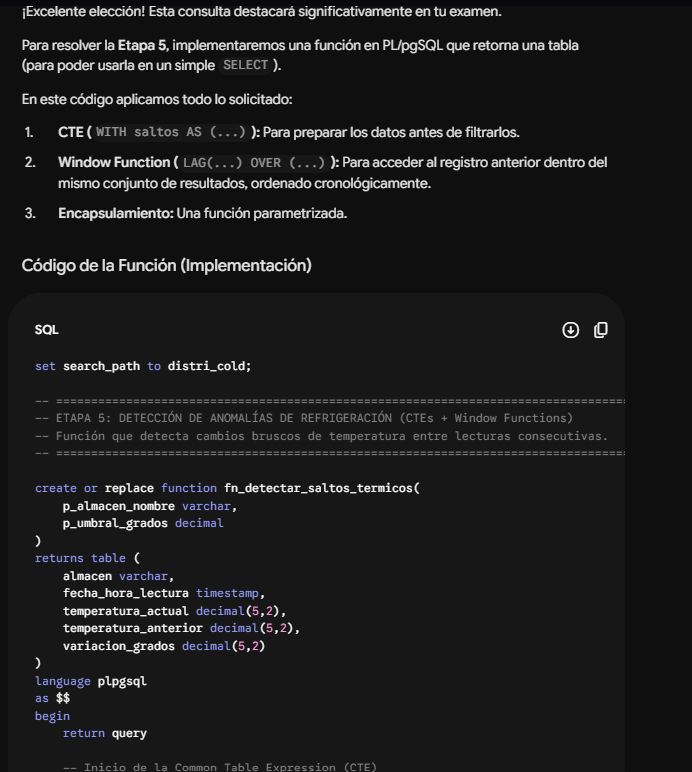 ¡Excelente elección! Esta consulta destacará significativamente en tu examen.
Para resolver la Etapa 5, implementaremos una función en PL/pgSQL que retorna una tabla
(para poder usarla en un simple SELECT ).
En este código aplicamos todo lo solicitado:
1. CTE ( WITH saltos AS (...) ): Para preparar los datos antes de filtrarlos.
2. Window Function ( LAG(...) OVER (...) ): Para acceder al registro anterior dentro del
mismo conjunto de resultados, ordenado cronológicamente.
3. Encapsulamiento: Una función parametrizada.
Código de la Función (Implementación)
SQL
set search_path to distri_cold;
-- =================================================================================
-- ETAPA 5: DETECCIÓN DE ANOMALÍAS DE REFRIGERACIÓN (CTEs + Window Functions)
-- Función que detecta cambios bruscos de temperatura entre lecturas consecutivas.
-- =================================================================================
create or replace function fn_detectar_saltos_termicos(
    p_almacen_nombre varchar,
    p_umbral_grados decimal
)
returns table (
    almacen varchar,
    fecha_hora_lectura timestamp,
    temperatura_actual decimal(5,2),
    temperatura_anterior decimal(5,2),
    variacion_grados decimal(5,2)
)
language plpgsql
as $$
begin
    return query
    -- Inicio de la Common Table Expression (CTE)